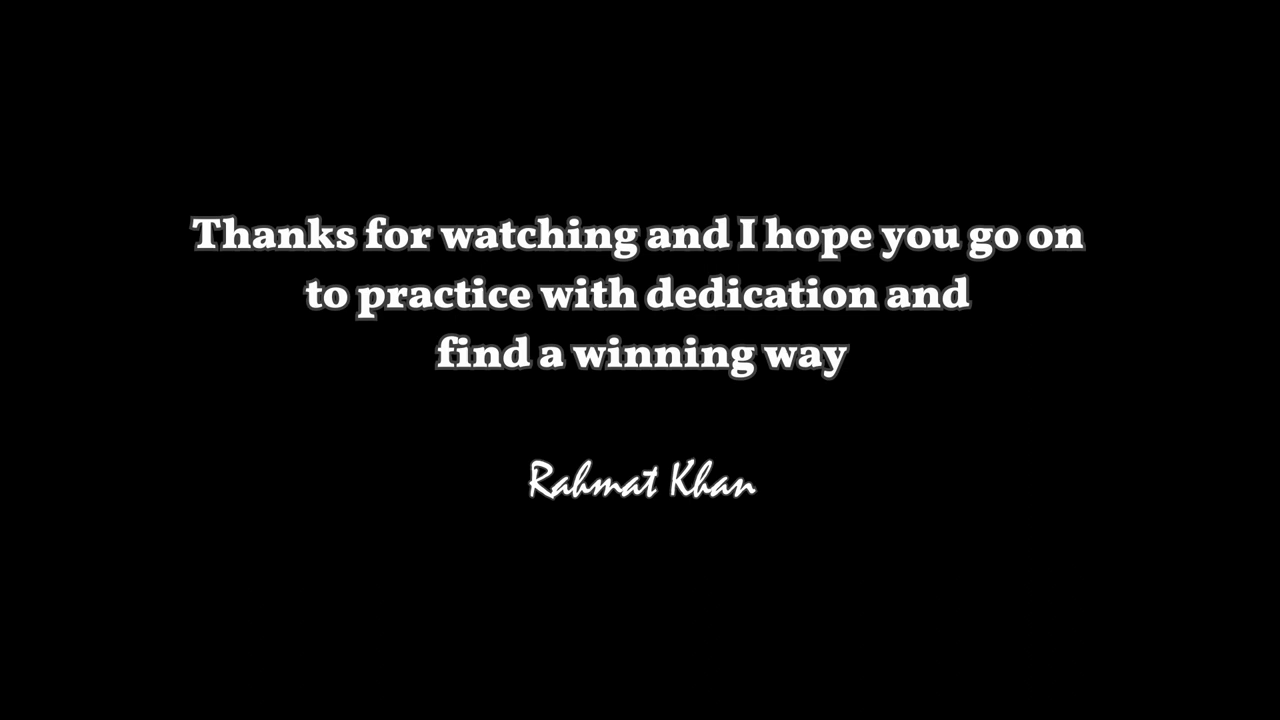 Thanks for watching and I hope you go on
to practice with dedication and
find a winning way
Rahmat Khan